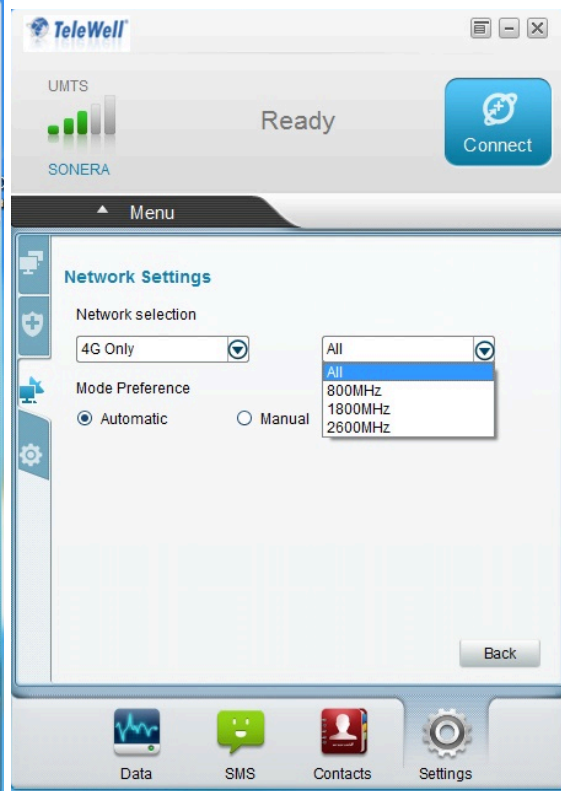 TeleWell
UMTS
Ready
Connect
SONERA
Menu
Network Settings
Network selection
4G Only
All
All
800MHz
1800MHz
2600MHz
Mode Preference
Automatic
Manual
Back
Data
SMS
Contacts
Settings